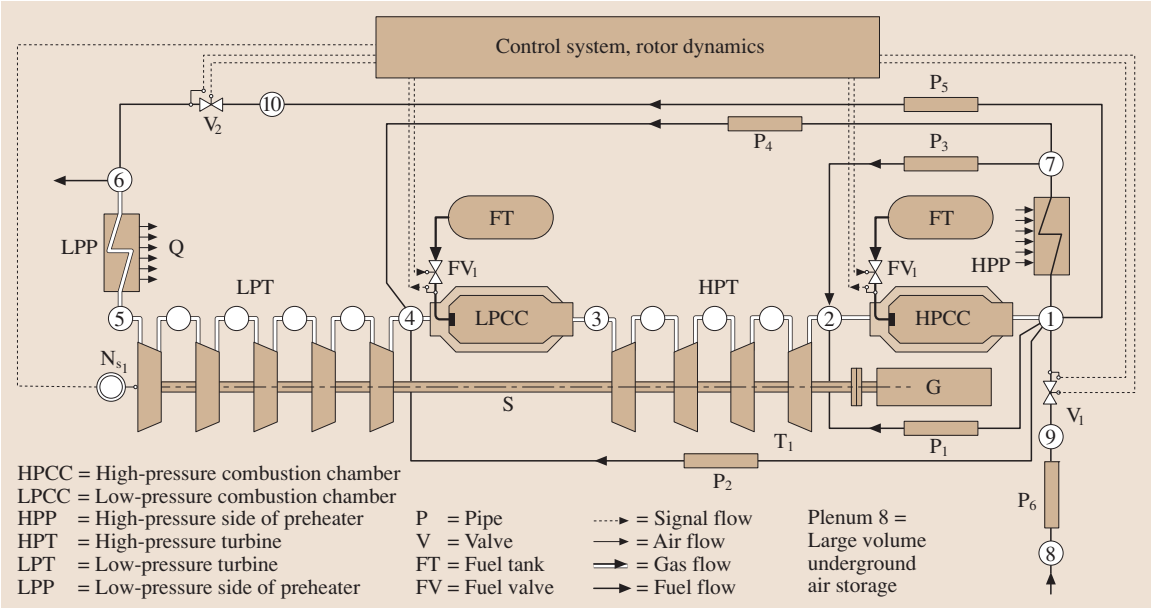 Control system, rotor dynamics
P₅
10
V₂
P₄
P₃
7
6
FT
FT
LPP
Q
FV₁
FV₁
HPP
LPT
HPT
5
4
LPCC
3
2
HPCC
1
Nₛ₁
S
G
V₁
T₁
P₁
9
P₂
P₆
8
HPCC = High-pressure combustion chamber
LPCC = Low-pressure combustion chamber
HPP = High-pressure side of preheater
HPT = High-pressure turbine
LPT = Low-pressure turbine
LPP = Low-pressure side of preheater
P = Pipe
V = Valve
FT = Fuel tank
FV = Fuel valve
= Signal flow
= Air flow
= Gas flow
= Fuel flow
Plenum 8 =
Large volume
underground
air storage